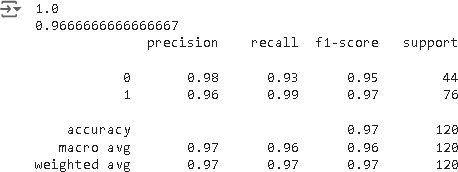 1.0
0.9666666666666667
precision recall f1-score support
0 0.98 0.93 0.95 44
1 0.96 0.99 0.97 76
accuracy 0.97 120
macro avg 0.97 0.96 0.96 120
weighted avg 0.97 0.97 0.97 120